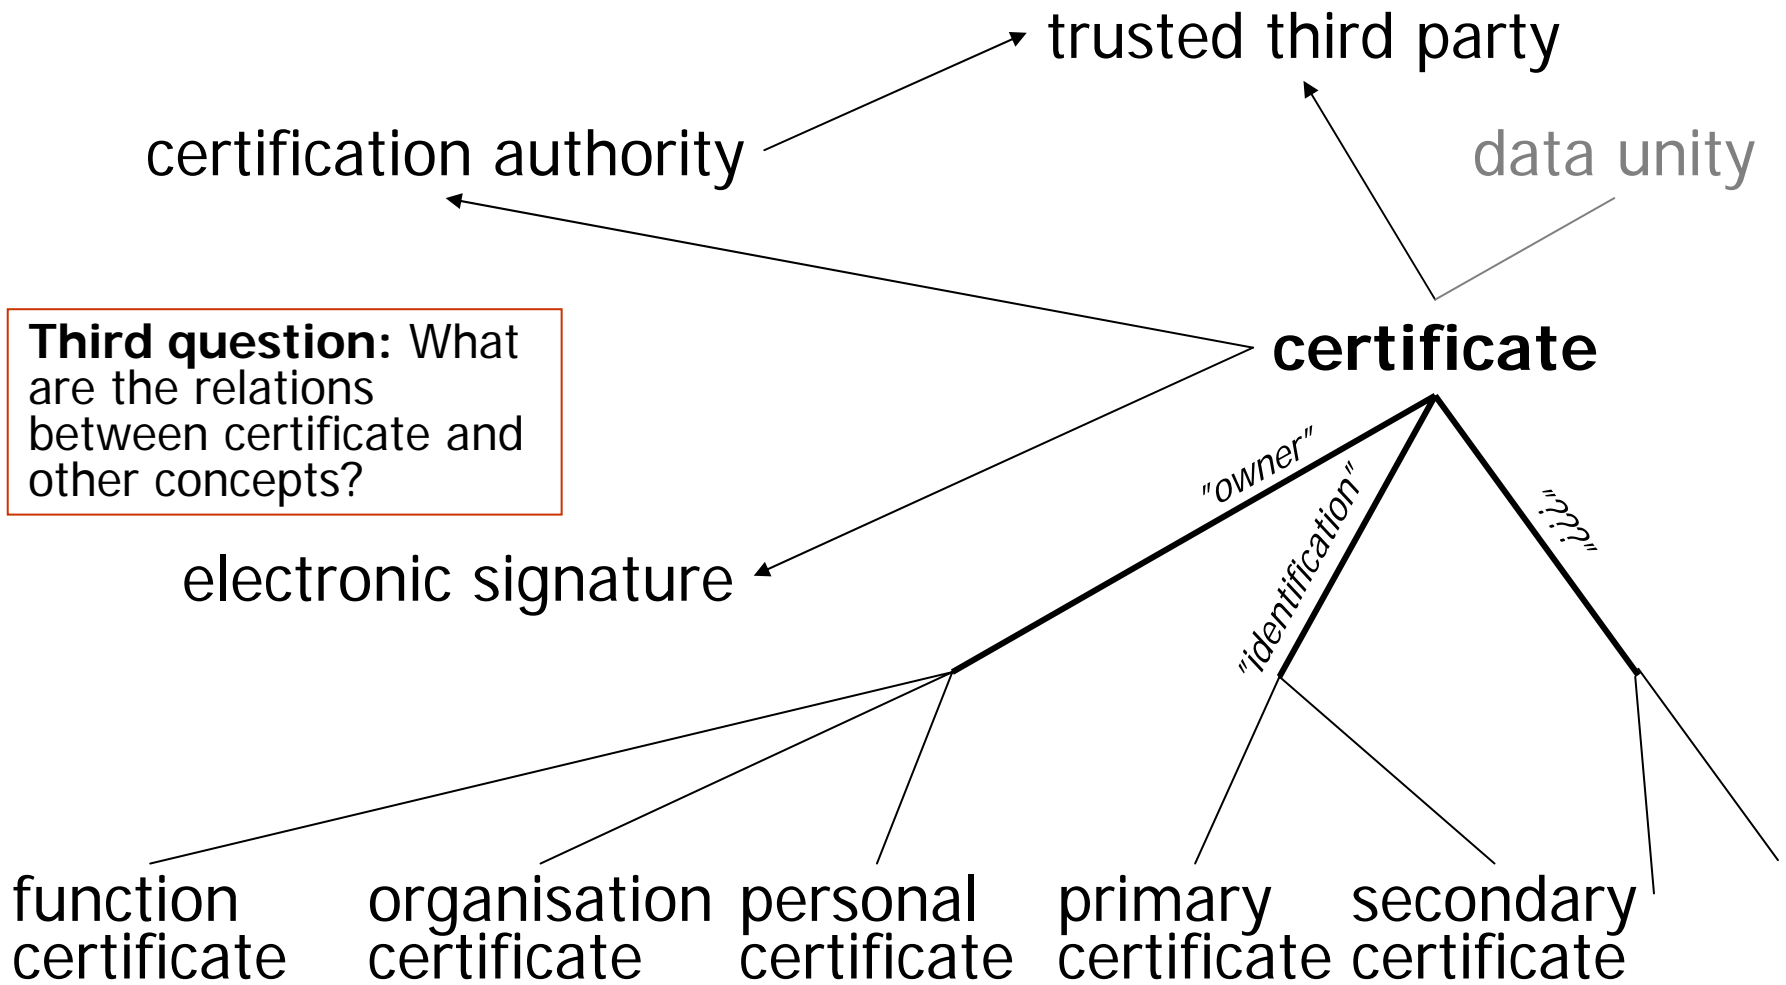 trusted third party
certification authority
data unity
Third question: What
are the relations
between certificate and
other concepts?
certificate
"owner"
"identification"
"???"
electronic signature
function
certificate
organisation
certificate
personal
certificate
primary
certificate
secondary
certificate